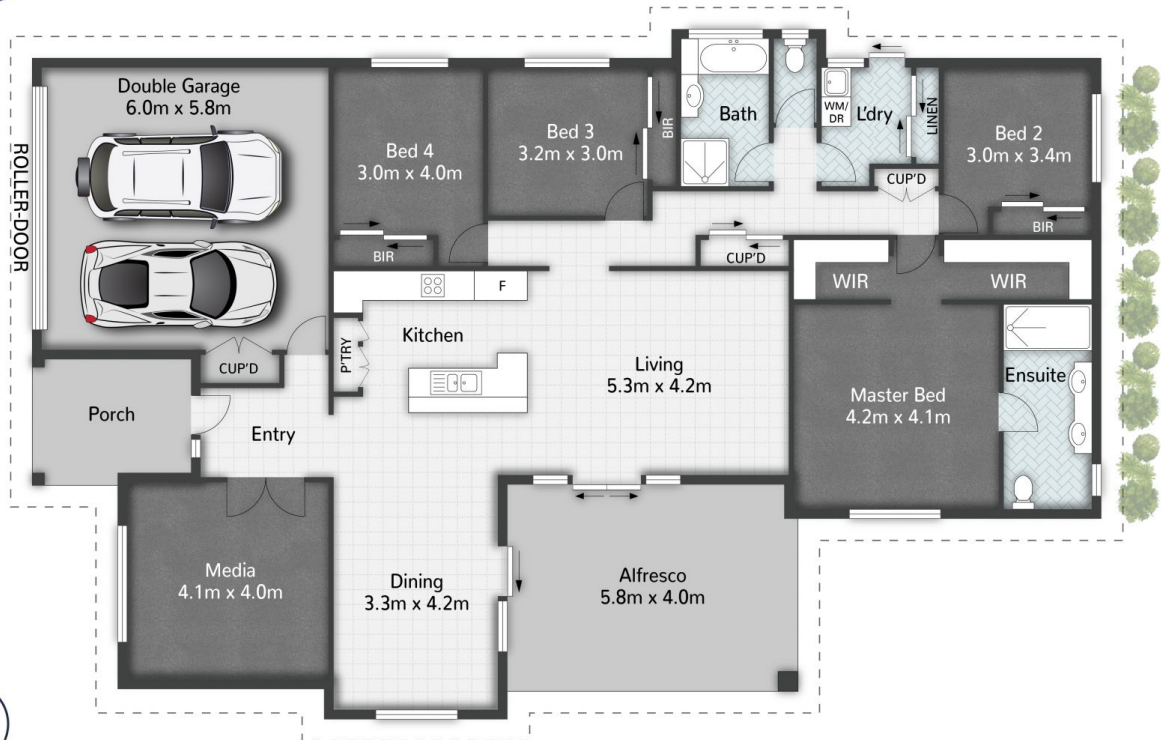 Double Garage
6.0m x 5.8m
ROLLER-DOOR
Bed 4
3.0m x 4.0m
BIR
Bed 3
3.2m x 3.0m
BIR
Bath
WM/
DR
L'dry
LINEN
CUP'D
Bed 2
3.0m x 3.4m
BIR
CUP'D
WIR
WIR
F
Kitchen
P'TRY
CUP'D
Living
5.3m x 4.2m
Master Bed
4.2m x 4.1m
Ensuite
Porch
Entry
Media
4.1m x 4.0m
Dining
3.3m x 4.2m
Alfresco
5.8m x 4.0m